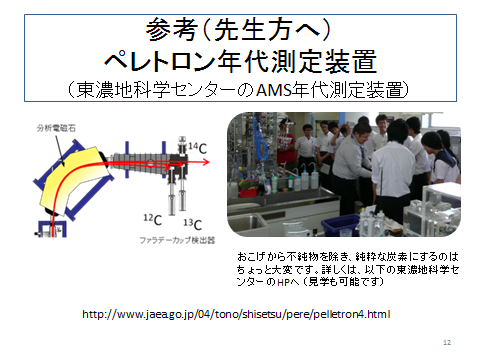 参考（先生方へ）
ペレトロン年代測定装置
（東濃地科学センターのAMS年代測定装置）
分析電磁石
14C
12C
13C
ファラデーカップ検出器
おこげから不純物を除き、純粋な炭素にするのは
ちょっと大変です。詳しくは、以下の東濃地科学セ
ンターのHPへ（見学も可能です）
http://www.jaea.go.jp/04/tono/shisetsu/pere/pelletron4.html
12